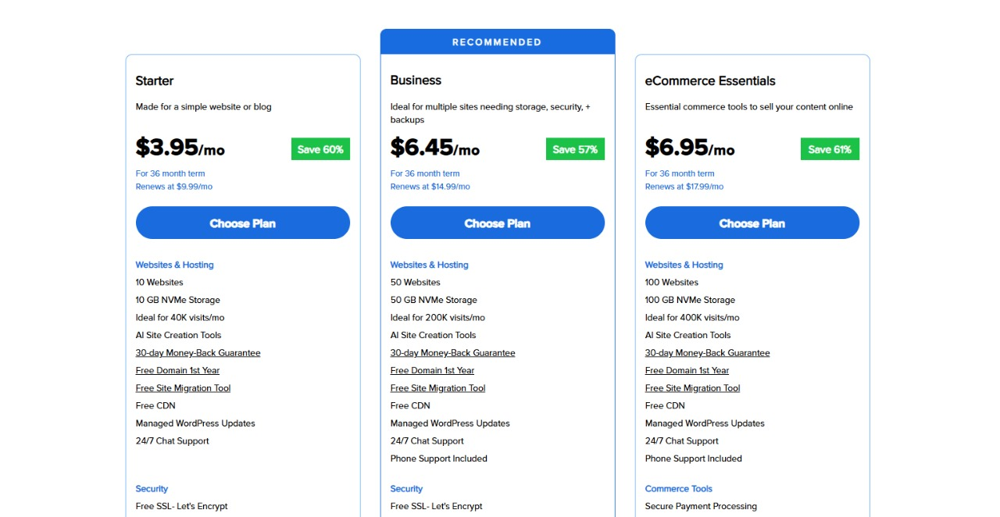 RECOMMENDED
Starter
Made for a simple website or blog
$3.95/mo
Save 60%
For 36 month term
Renews at $9.99/mo
Choose Plan
Websites & Hosting
10 Websites
10 GB NVMe Storage
Ideal for 40K visits/mo
AI Site Creation Tools
30-day Money-Back Guarantee
Free Domain 1st Year
Free Site Migration Tool
Free CDN
Managed WordPress Updates
24/7 Chat Support
Security
Free SSL- Let's Encrypt
Business
Ideal for multiple sites needing storage, security, +
backups
$6.45/mo
Save 57%
For 36 month term
Renews at $14.99/mo
Choose Plan
Websites & Hosting
50 Websites
50 GB NVMe Storage
Ideal for 200K visits/mo
AI Site Creation Tools
30-day Money-Back Guarantee
Free Domain 1st Year
Free Site Migration Tool
Free CDN
Managed WordPress Updates
24/7 Chat Support
Phone Support Included
Security
Free SSL- Let's Encrypt
eCommerce Essentials
Essential commerce tools to sell your content online
$6.95/mo
Save 61%
For 36 month term
Renews at $17.99/mo
Choose Plan
Websites & Hosting
100 Websites
100 GB NVMe Storage
Ideal for 400K visits/mo
AI Site Creation Tools
30-day Money-Back Guarantee
Free Domain 1st Year
Free Site Migration Tool
Free CDN
Managed WordPress Updates
24/7 Chat Support
Phone Support Included
Commerce Tools
Secure Payment Processing